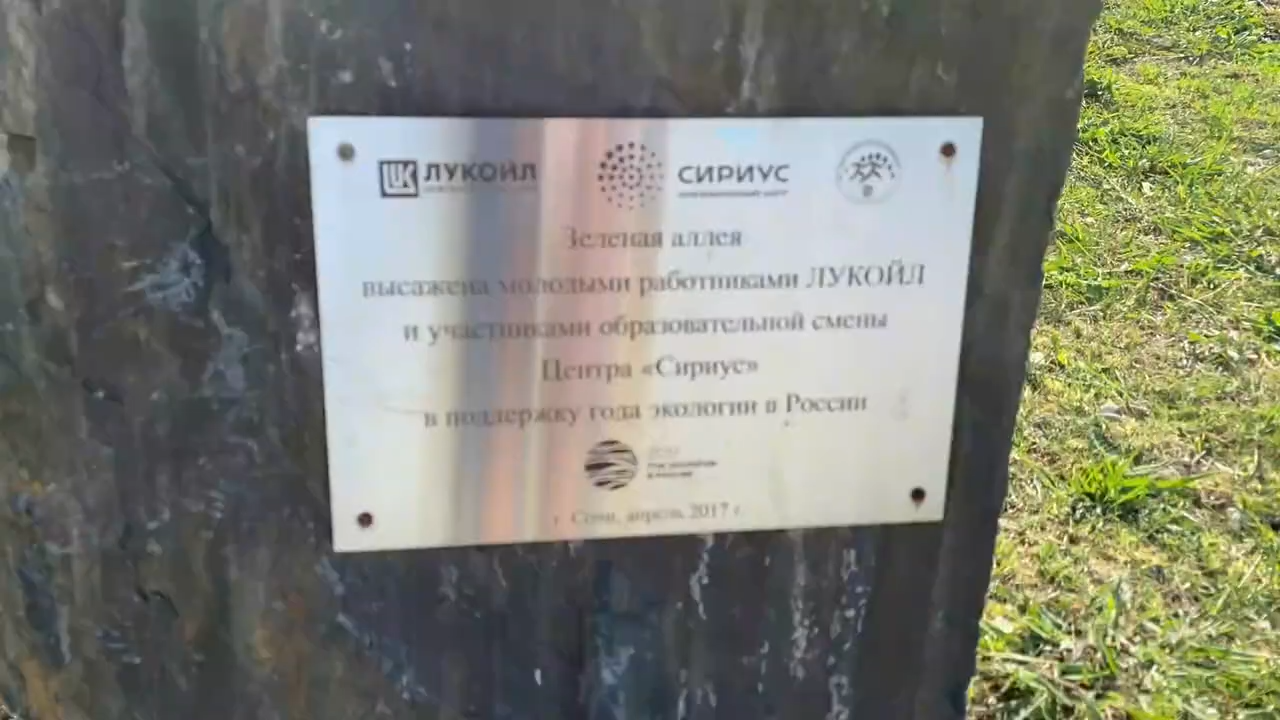 ЛУКОЙЛ
СИРИУС
Зеленая аллея
высажена молодыми работниками ЛУКОЙЛ
и участниками образовательной смены
Центра «Сириус»
в поддержку года экологии в России
г. Сочи, апрель 2017 г.